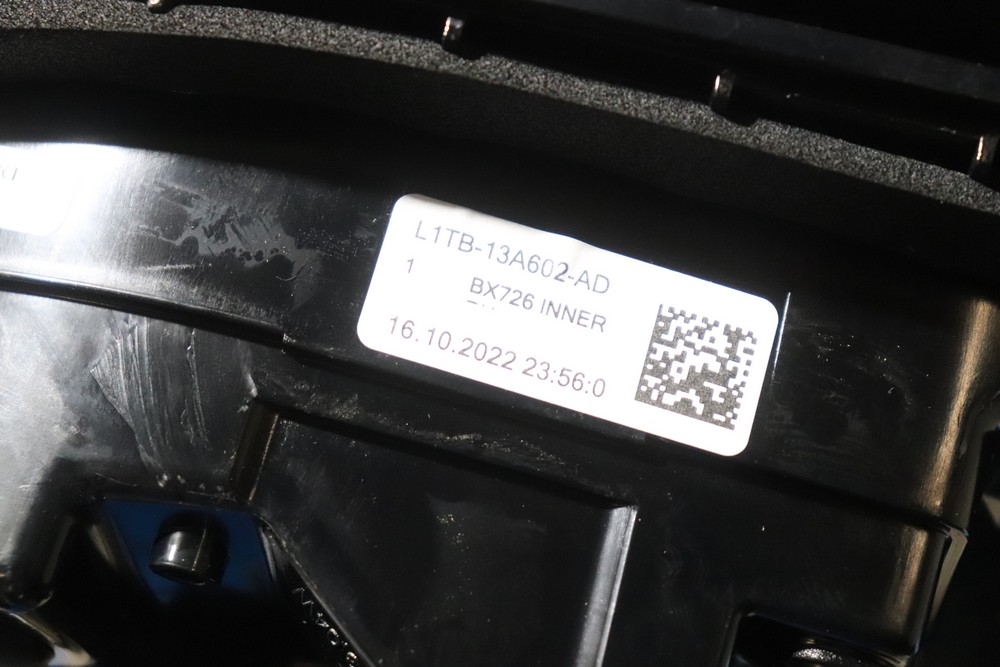 L1TB-13A602-AD
1
BX726 INNER
16.10.2022 23:56:0